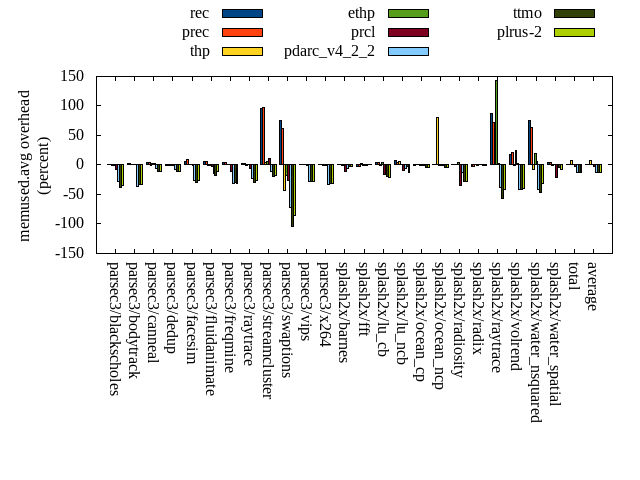 rec ethp ttmo
prec prcl plrus-2
thp pdarc_v4_2_2
memused.avg overhead
(percent)
150
100
50
0
-50
-100
-150
parsec3/blackscholes
parsec3/bodytrack
parsec3/canneal
parsec3/dedup
parsec3/facesim
parsec3/fluidanimate
parsec3/freqmine
parsec3/raytrace
parsec3/streamcluster
parsec3/swaptions
parsec3/vips
parsec3/x264
splash2x/barnes
splash2x/fft
splash2x/lu_cb
splash2x/lu_ncb
splash2x/ocean_cp
splash2x/ocean_ncp
splash2x/radiosity
splash2x/radix
splash2x/raytrace
splash2x/volrend
splash2x/water_nsquared
splash2x/water_spatial
total
average